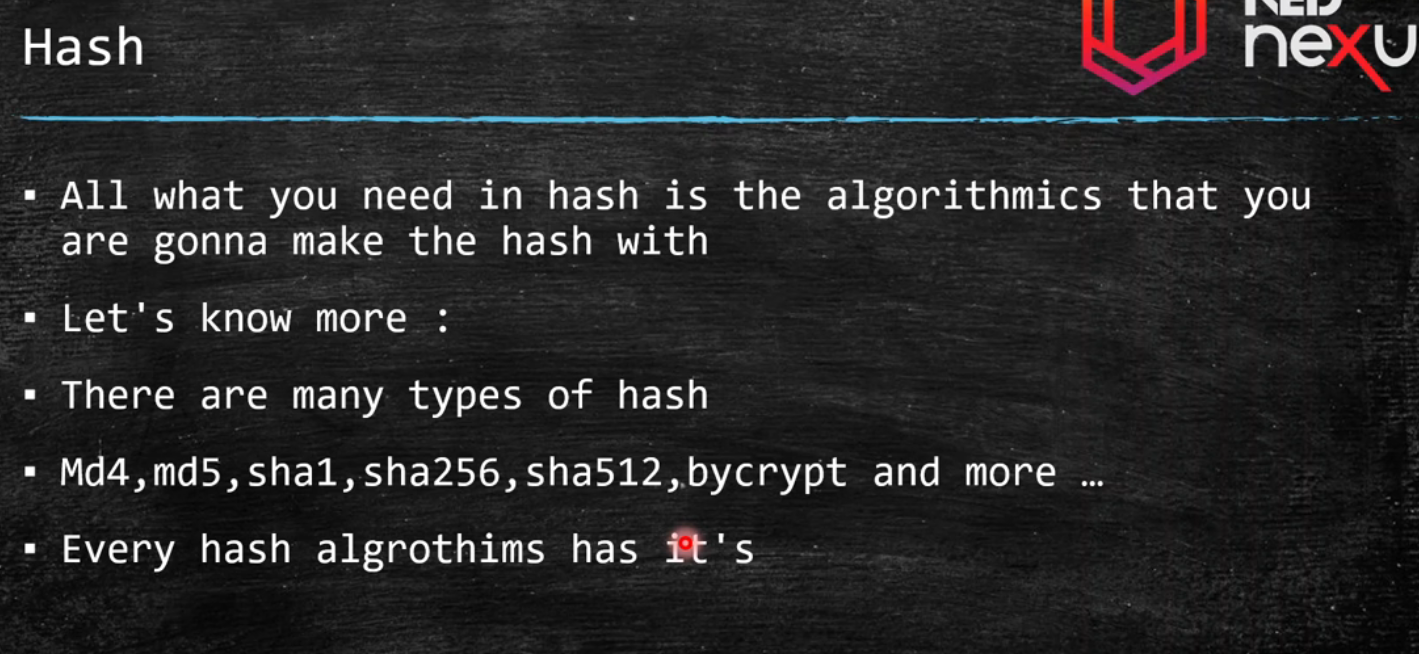 Hash
nexu
▪ All what you need in hash is the algorithmics that you
are gonna make the hash with
▪ Let's know more :
▪ There are many types of hash
▪ Md4,md5,sha1,sha256,sha512,bycrypt and more …
▪ Every hash algrothims has it's